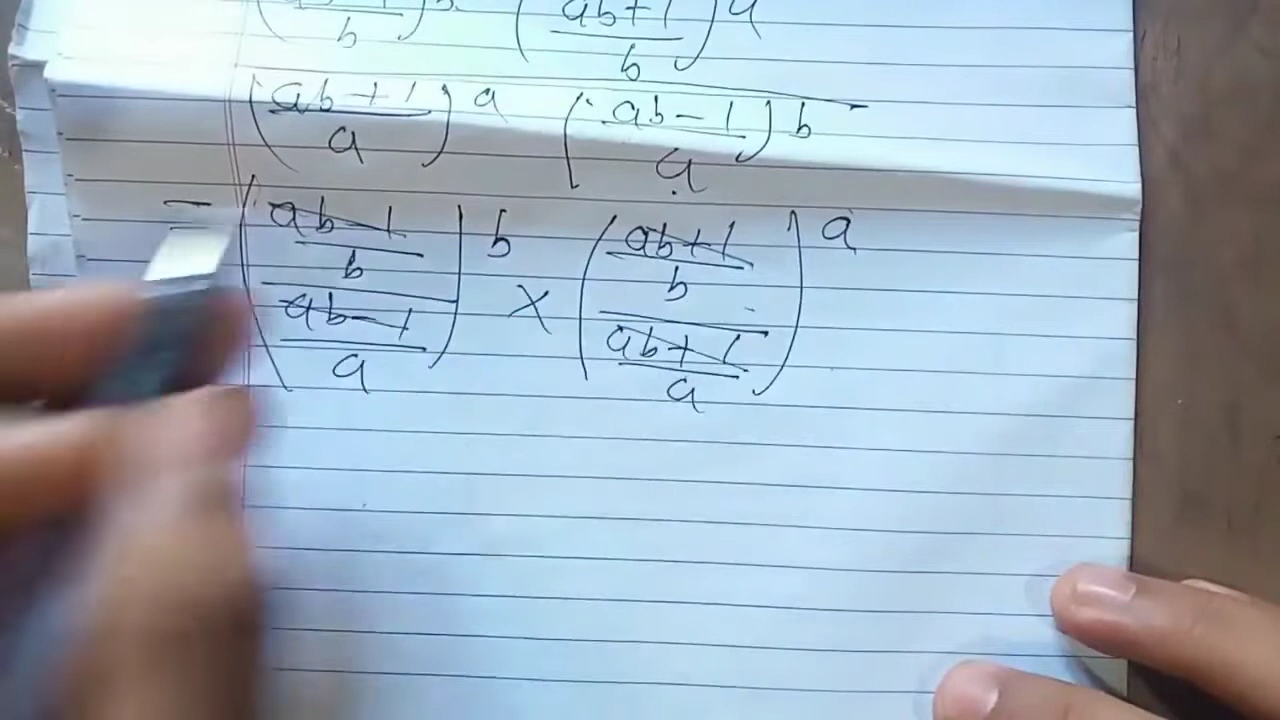 b) (ab+1/b)a
(ab+1/a)a (ab-1/a)b
= (ab-1/b / ab-1/a)b × (ab+1/b / ab+1/a)a